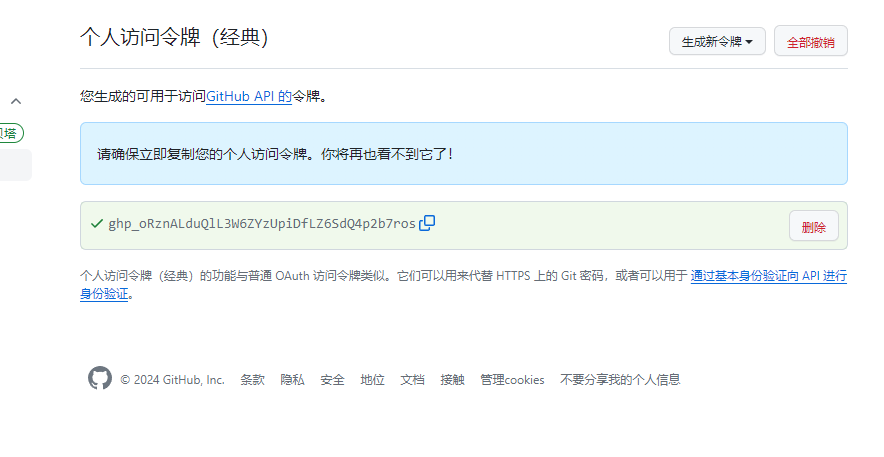 个人访问令牌（经典）
生成新令牌
全部撤销
您生成的可用于访问GitHub API 的令牌。
塔
请确保立即复制您的个人访问令牌。你将再也看不到它了！
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
删除
个人访问令牌（经典）的功能与普通 OAuth 访问令牌类似。它们可以用来代替 HTTPS 上的 Git 密码，或者可以用于 通过基本身份验证向 API 进行
身份验证。
© 2024 GitHub, Inc. 条款 隐私 安全 地位 文档 接触 管理cookies 不要分享我的个人信息